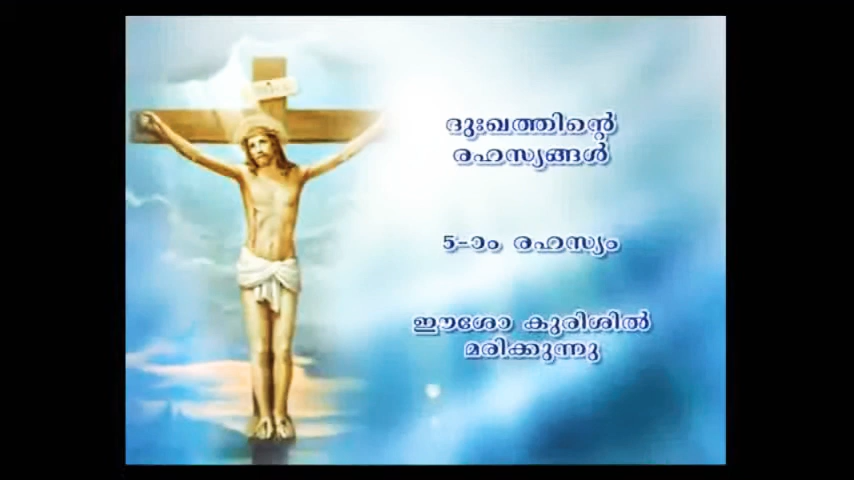 ദുഃഖത്തിന്റെ
രഹസ്യങ്ങൾ
5-ാം രഹസ്യം
ഈശോ കുരിശിൽ
മരിക്കുന്നു